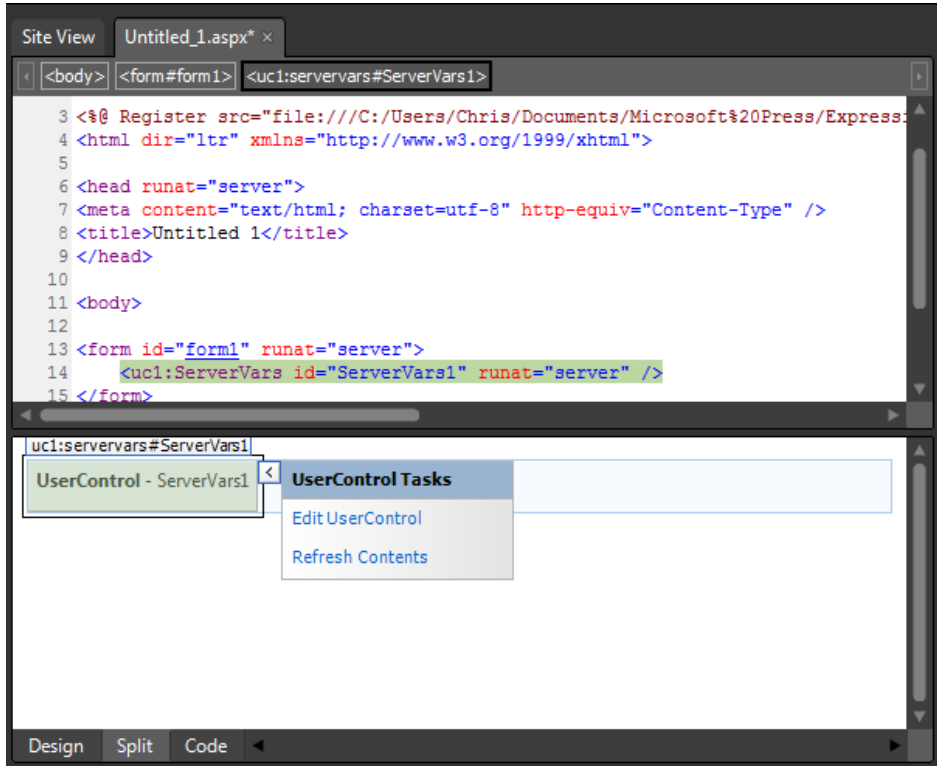 Site View Untitled_1.aspx* ×
<body> <form#form1> <uc1:servervars#ServerVars1>
3 <%@ Register src="file:///C:/Users/Chris/Documents/Microsoft%20Press/Express
4 <html dir="ltr" xmlns="http://www.w3.org/1999/xhtml">
5
6 <head runat="server">
7 <meta content="text/html; charset=utf-8" http-equiv="Content-Type" />
8 <title>Untitled 1</title>
9 </head>
10
11 <body>
12
13 <form id="form1" runat="server">
14 <uc1:ServerVars id="ServerVars1" runat="server" />
15 </form>
uc1:servervars#ServerVars1
UserControl - ServerVars1 < UserControl Tasks
Edit UserControl
Refresh Contents
Design Split Code